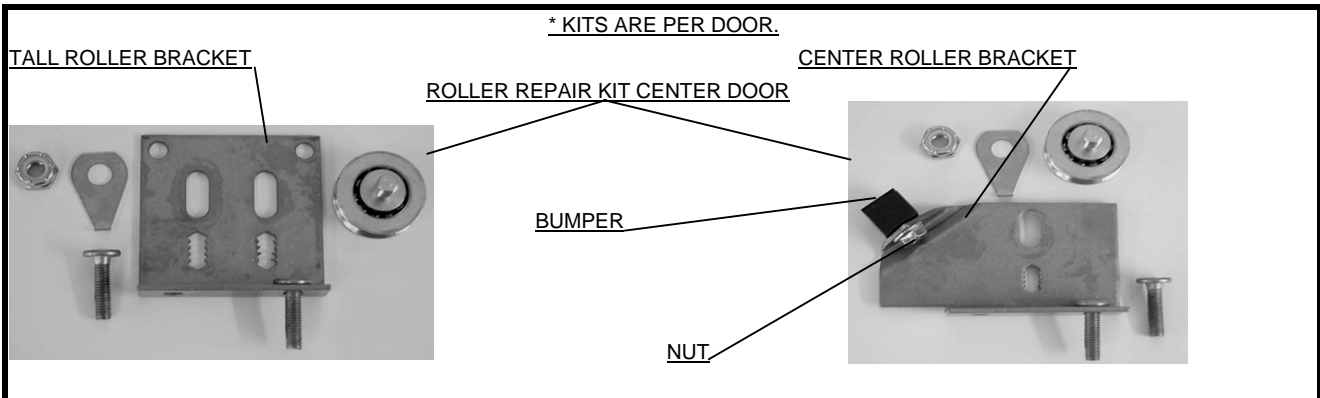 * KITS ARE PER DOOR.
TALL ROLLER BRACKET
CENTER ROLLER BRACKET
ROLLER REPAIR KIT CENTER DOOR
BUMPER
NUT